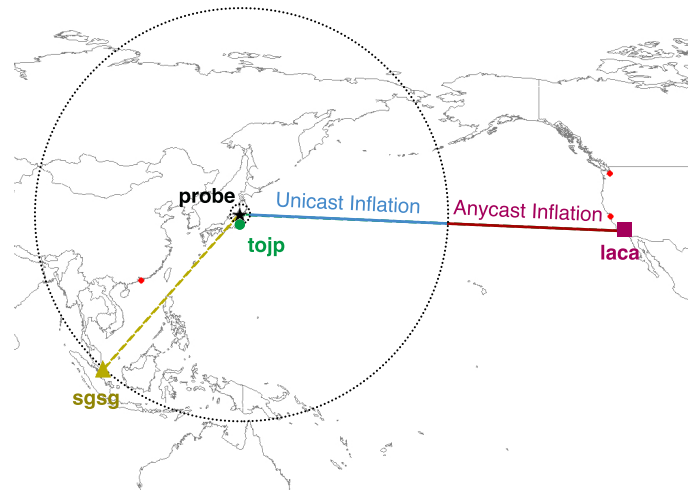 probe
Unicast Inflation
Anycast Inflation
tojp
laca
sgsg